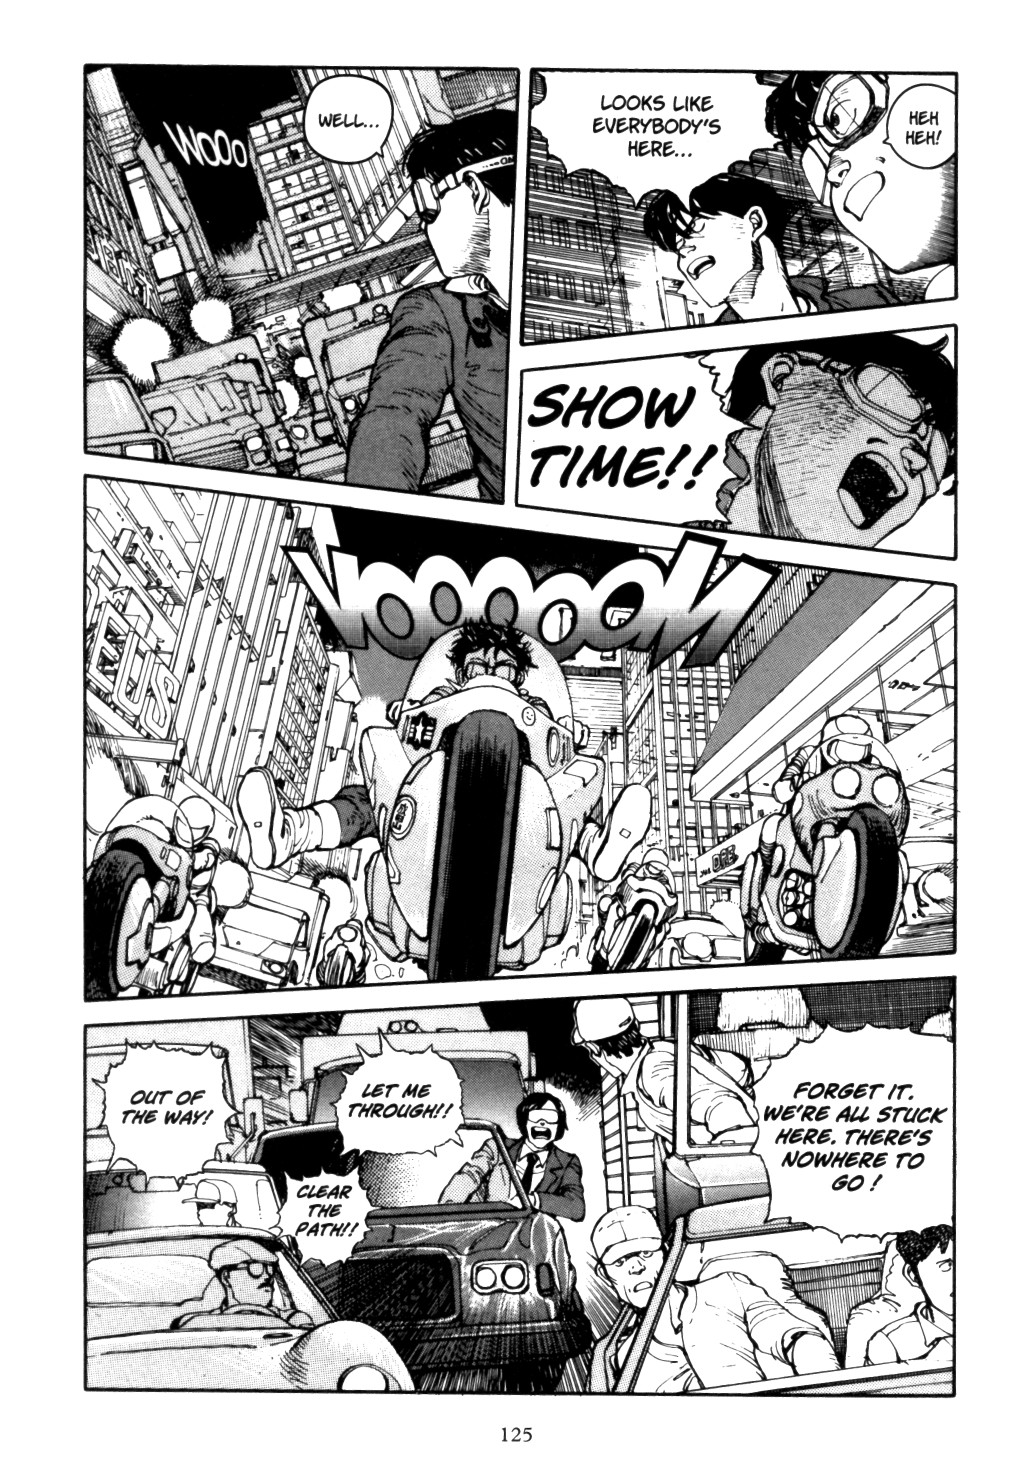 WELL...
WOOO
LOOKS LIKE
EVERYBODY'S
HERE...
HEH
HEH!
SHOW
TIME!!
VOOOOOOM
OUT OF
THE WAY!
LET ME
THROUGH!!
CLEAR
THE
PATH!!
FORGET IT.
WE'RE ALL STUCK
HERE. THERE'S
NOWHERE TO
GO!
125